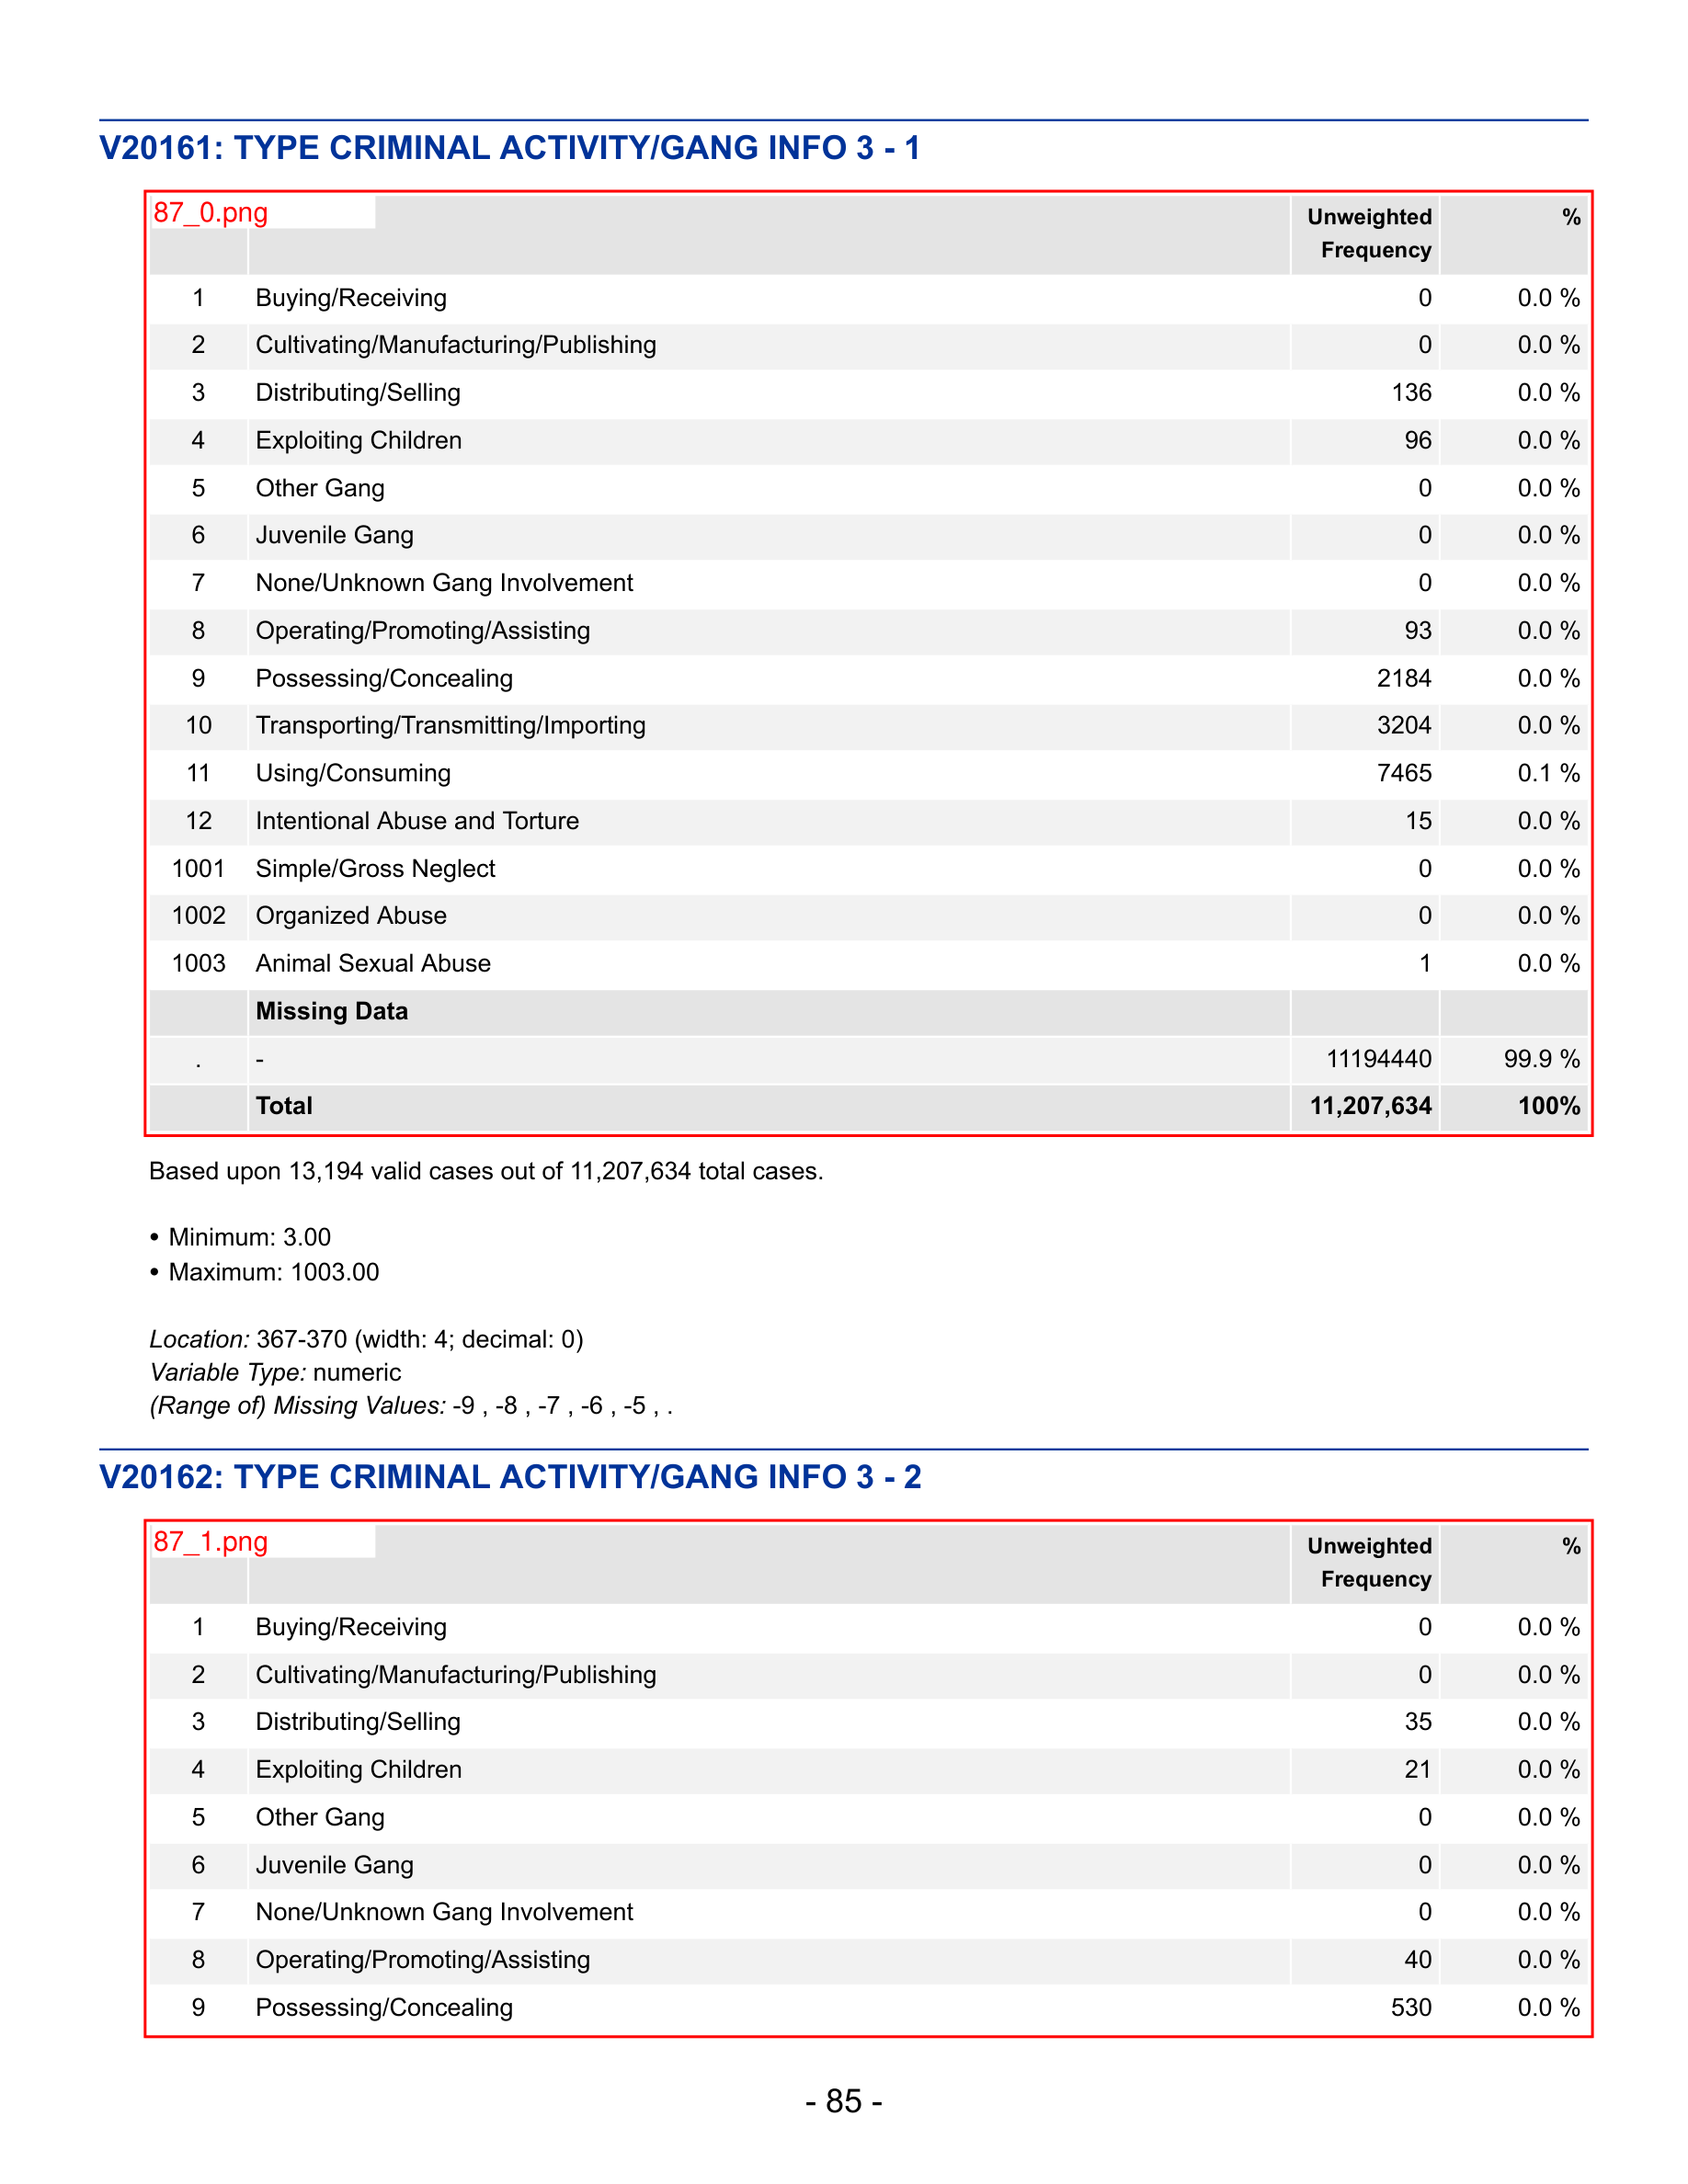 V20161: TYPE CRIMINAL ACTIVITY/GANG INFO 3 - 1
87_0.png
Unweighted Frequency %
1 Buying/Receiving 0 0.0 %
2 Cultivating/Manufacturing/Publishing 0 0.0 %
3 Distributing/Selling 136 0.0 %
4 Exploiting Children 96 0.0 %
5 Other Gang 0 0.0 %
6 Juvenile Gang 0 0.0 %
7 None/Unknown Gang Involvement 0 0.0 %
8 Operating/Promoting/Assisting 93 0.0 %
9 Possessing/Concealing 2184 0.0 %
10 Transporting/Transmitting/Importing 3204 0.0 %
11 Using/Consuming 7465 0.1 %
12 Intentional Abuse and Torture 15 0.0 %
1001 Simple/Gross Neglect 0 0.0 %
1002 Organized Abuse 0 0.0 %
1003 Animal Sexual Abuse 1 0.0 %
Missing Data
. - 11194440 99.9 %
Total 11,207,634 100%
Based upon 13,194 valid cases out of 11,207,634 total cases.
• Minimum: 3.00
• Maximum: 1003.00
Location: 367-370 (width: 4; decimal: 0)
Variable Type: numeric
(Range of) Missing Values: -9 , -8 , -7 , -6 , -5 , .
V20162: TYPE CRIMINAL ACTIVITY/GANG INFO 3 - 2
87_1.png
Unweighted Frequency %
1 Buying/Receiving 0 0.0 %
2 Cultivating/Manufacturing/Publishing 0 0.0 %
3 Distributing/Selling 35 0.0 %
4 Exploiting Children 21 0.0 %
5 Other Gang 0 0.0 %
6 Juvenile Gang 0 0.0 %
7 None/Unknown Gang Involvement 0 0.0 %
8 Operating/Promoting/Assisting 40 0.0 %
9 Possessing/Concealing 530 0.0 %
- 85 -